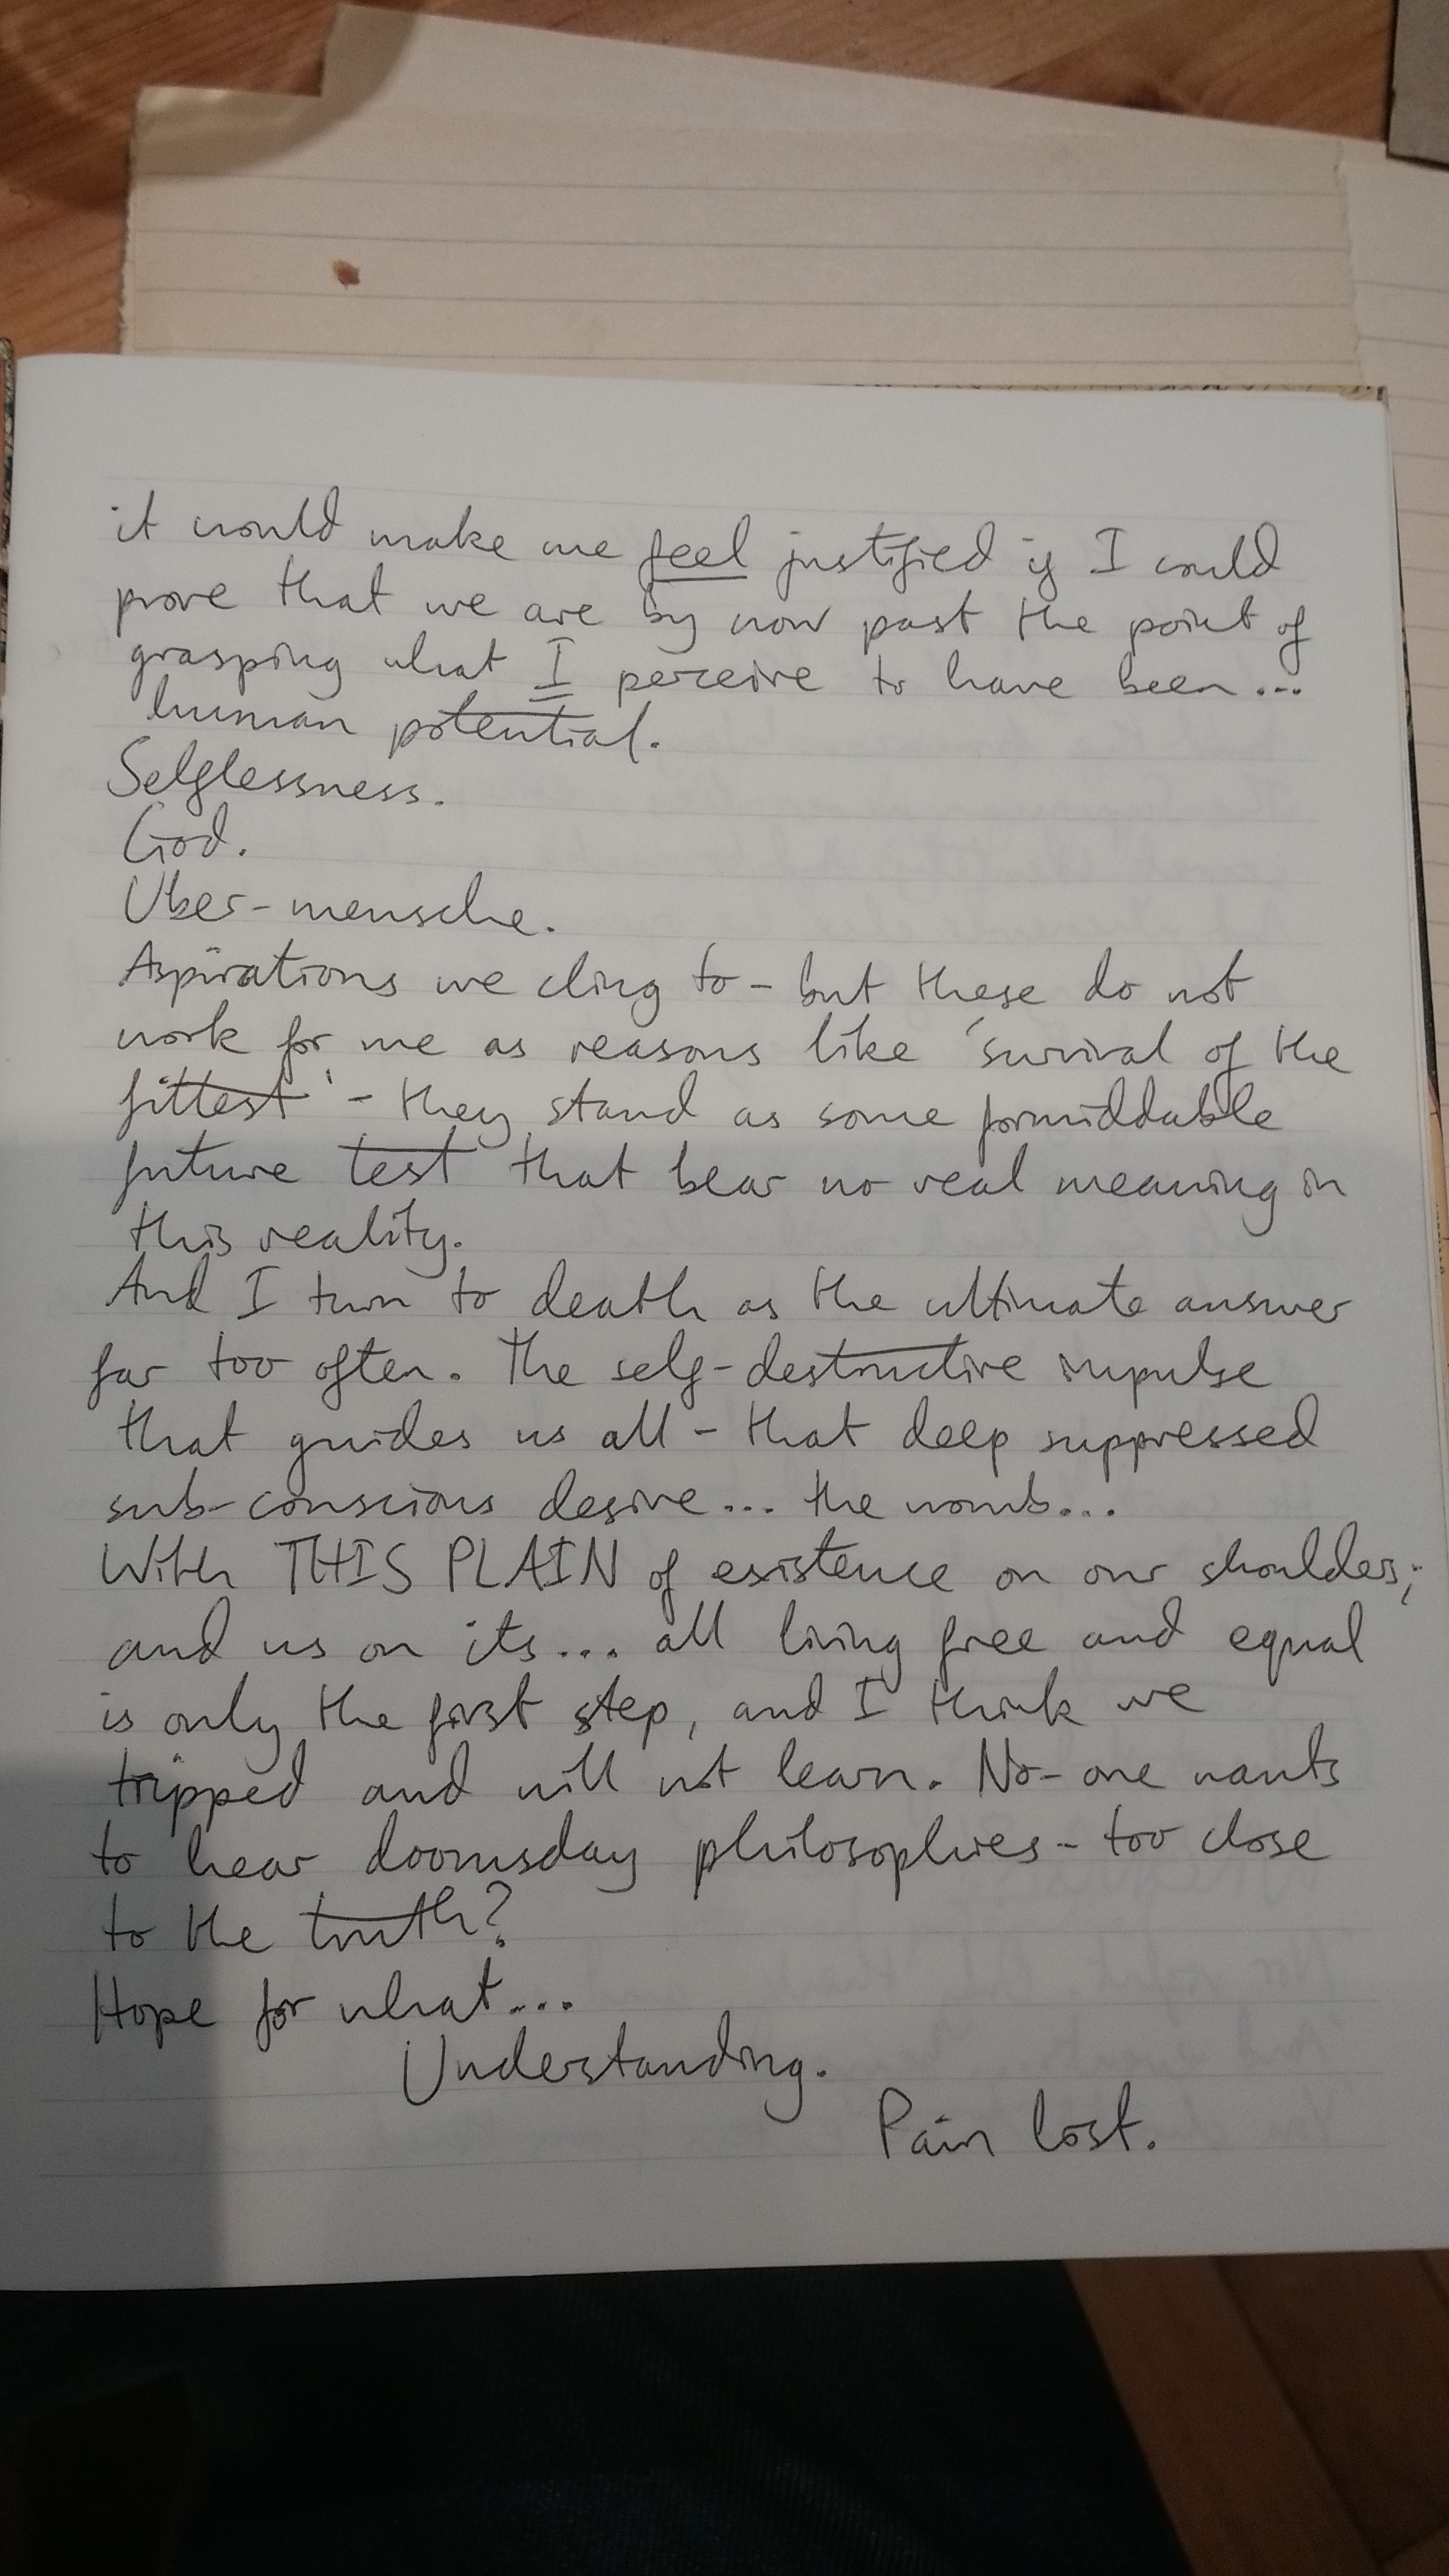 it would make me feel justified if I could
prove that we are by now past the point of
grasping what I perceive to have been...
human potential.
Selflessness.
God.
Uber-mensche.
Aspirations we cling to - but these do not
work for me as reasons like 'survival of the
fittest' - they stand as some formiddable
future test that bear no real meaning in
this reality.
And I turn to death as the ultimate answer
far too often. The self-destructive impulse
that guides us all - that deep suppressed
sub-conscious desire... the womb...
With THIS PLAIN of existence on our shoulders;
and us on its... all living free and equal
is only the first step, and I think we
tripped and will not learn. No-one wants
to hear doomsday philosophies - too close
to the truth?
Hope for what...
Understanding.
Pain lost.